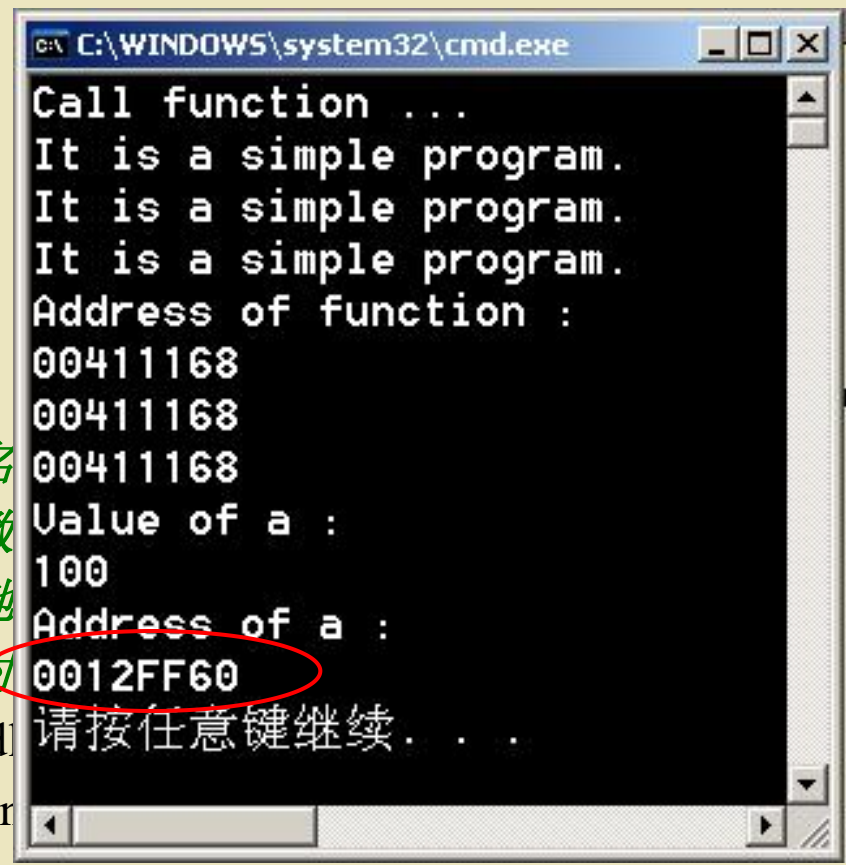 C:\WINDOWS\system32\cmd.exe
Call function ...
It is a simple program.
It is a simple program.
It is a simple program.
Address of function :
00411168
00411168
00411168
Value of a :
100
Address of a :
0012FF60
请按任意键继续. . .